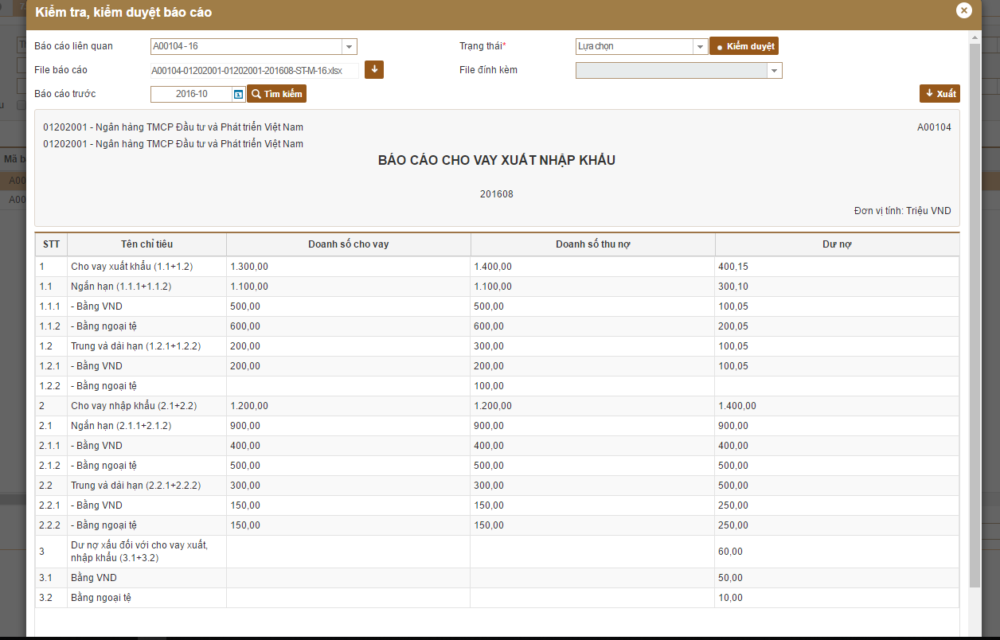 Kiểm tra, kiểm duyệt báo cáo
Báo cáo liên quan A00104 - 16 Trạng thái* Lựa chọn Kiểm duyệt
File báo cáo A00104-01202001-01202001-201608-ST-M-16.xlsx File đính kèm
Báo cáo trước 2016-10 Tìm kiếm Xuất
01202001 - Ngân hàng TMCP Đầu tư và Phát triển Việt Nam A00104
01202001 - Ngân hàng TMCP Đầu tư và Phát triển Việt Nam
BÁO CÁO CHO VAY XUẤT NHẬP KHẨU
201608
Đơn vị tính: Triệu VND
STT Tên chỉ tiêu Doanh số cho vay Doanh số thu nợ Dư nợ
1 Cho vay xuất khẩu (1.1+1.2) 1.300,00 1.400,00 400,15
1.1 Ngắn hạn (1.1.1+1.1.2) 1.100,00 1.100,00 300,10
1.1.1 - Bằng VND 500,00 500,00 100,05
1.1.2 - Bằng ngoại tệ 600,00 600,00 200,05
1.2 Trung và dài hạn (1.2.1+1.2.2) 200,00 300,00 100,05
1.2.1 - Bằng VND 200,00 200,00 100,05
1.2.2 - Bằng ngoại tệ 100,00
2 Cho vay nhập khẩu (2.1+2.2) 1.200,00 1.200,00 1.400,00
2.1 Ngắn hạn (2.1.1+2.1.2) 900,00 900,00 900,00
2.1.1 - Bằng VND 400,00 400,00 400,00
2.1.2 - Bằng ngoại tệ 500,00 500,00 500,00
2.2 Trung và dài hạn (2.2.1+2.2.2) 300,00 300,00 500,00
2.2.1 - Bằng VND 150,00 150,00 250,00
2.2.2 - Bằng ngoại tệ 150,00 150,00 250,00
3 Dư nợ xấu đối với cho vay xuất, 60,00
nhập khẩu (3.1+3.2)
3.1 Bằng VND 50,00
3.2 Bằng ngoại tệ 10,00